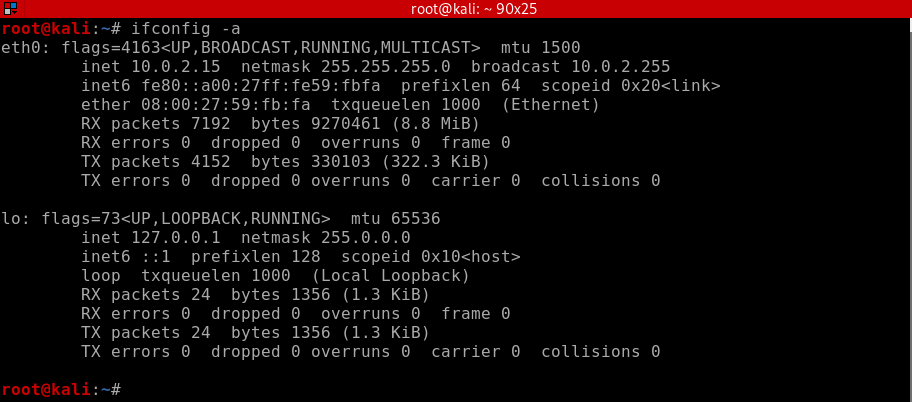 root@kali: ~ 90x25
root@kali:~# ifconfig -a
eth0: flags=4163<UP,BROADCAST,RUNNING,MULTICAST>  mtu 1500
        inet 10.0.2.15  netmask 255.255.255.0  broadcast 10.0.2.255
        inet6 fe80::a00:27ff:fe59:fbfa  prefixlen 64  scopeid 0x20<link>
        ether 08:00:27:59:fb:fa  txqueuelen 1000  (Ethernet)
        RX packets 7192  bytes 9270461 (8.8 MiB)
        RX errors 0  dropped 0  overruns 0  frame 0
        TX packets 4152  bytes 330103 (322.3 KiB)
        TX errors 0  dropped 0 overruns 0  carrier 0  collisions 0

lo: flags=73<UP,LOOPBACK,RUNNING>  mtu 65536
        inet 127.0.0.1  netmask 255.0.0.0
        inet6 ::1  prefixlen 128  scopeid 0x10<host>
        loop  txqueuelen 1000  (Local Loopback)
        RX packets 24  bytes 1356 (1.3 KiB)
        RX errors 0  dropped 0  overruns 0  frame 0
        TX packets 24  bytes 1356 (1.3 KiB)
        TX errors 0  dropped 0 overruns 0  carrier 0  collisions 0

root@kali:~#